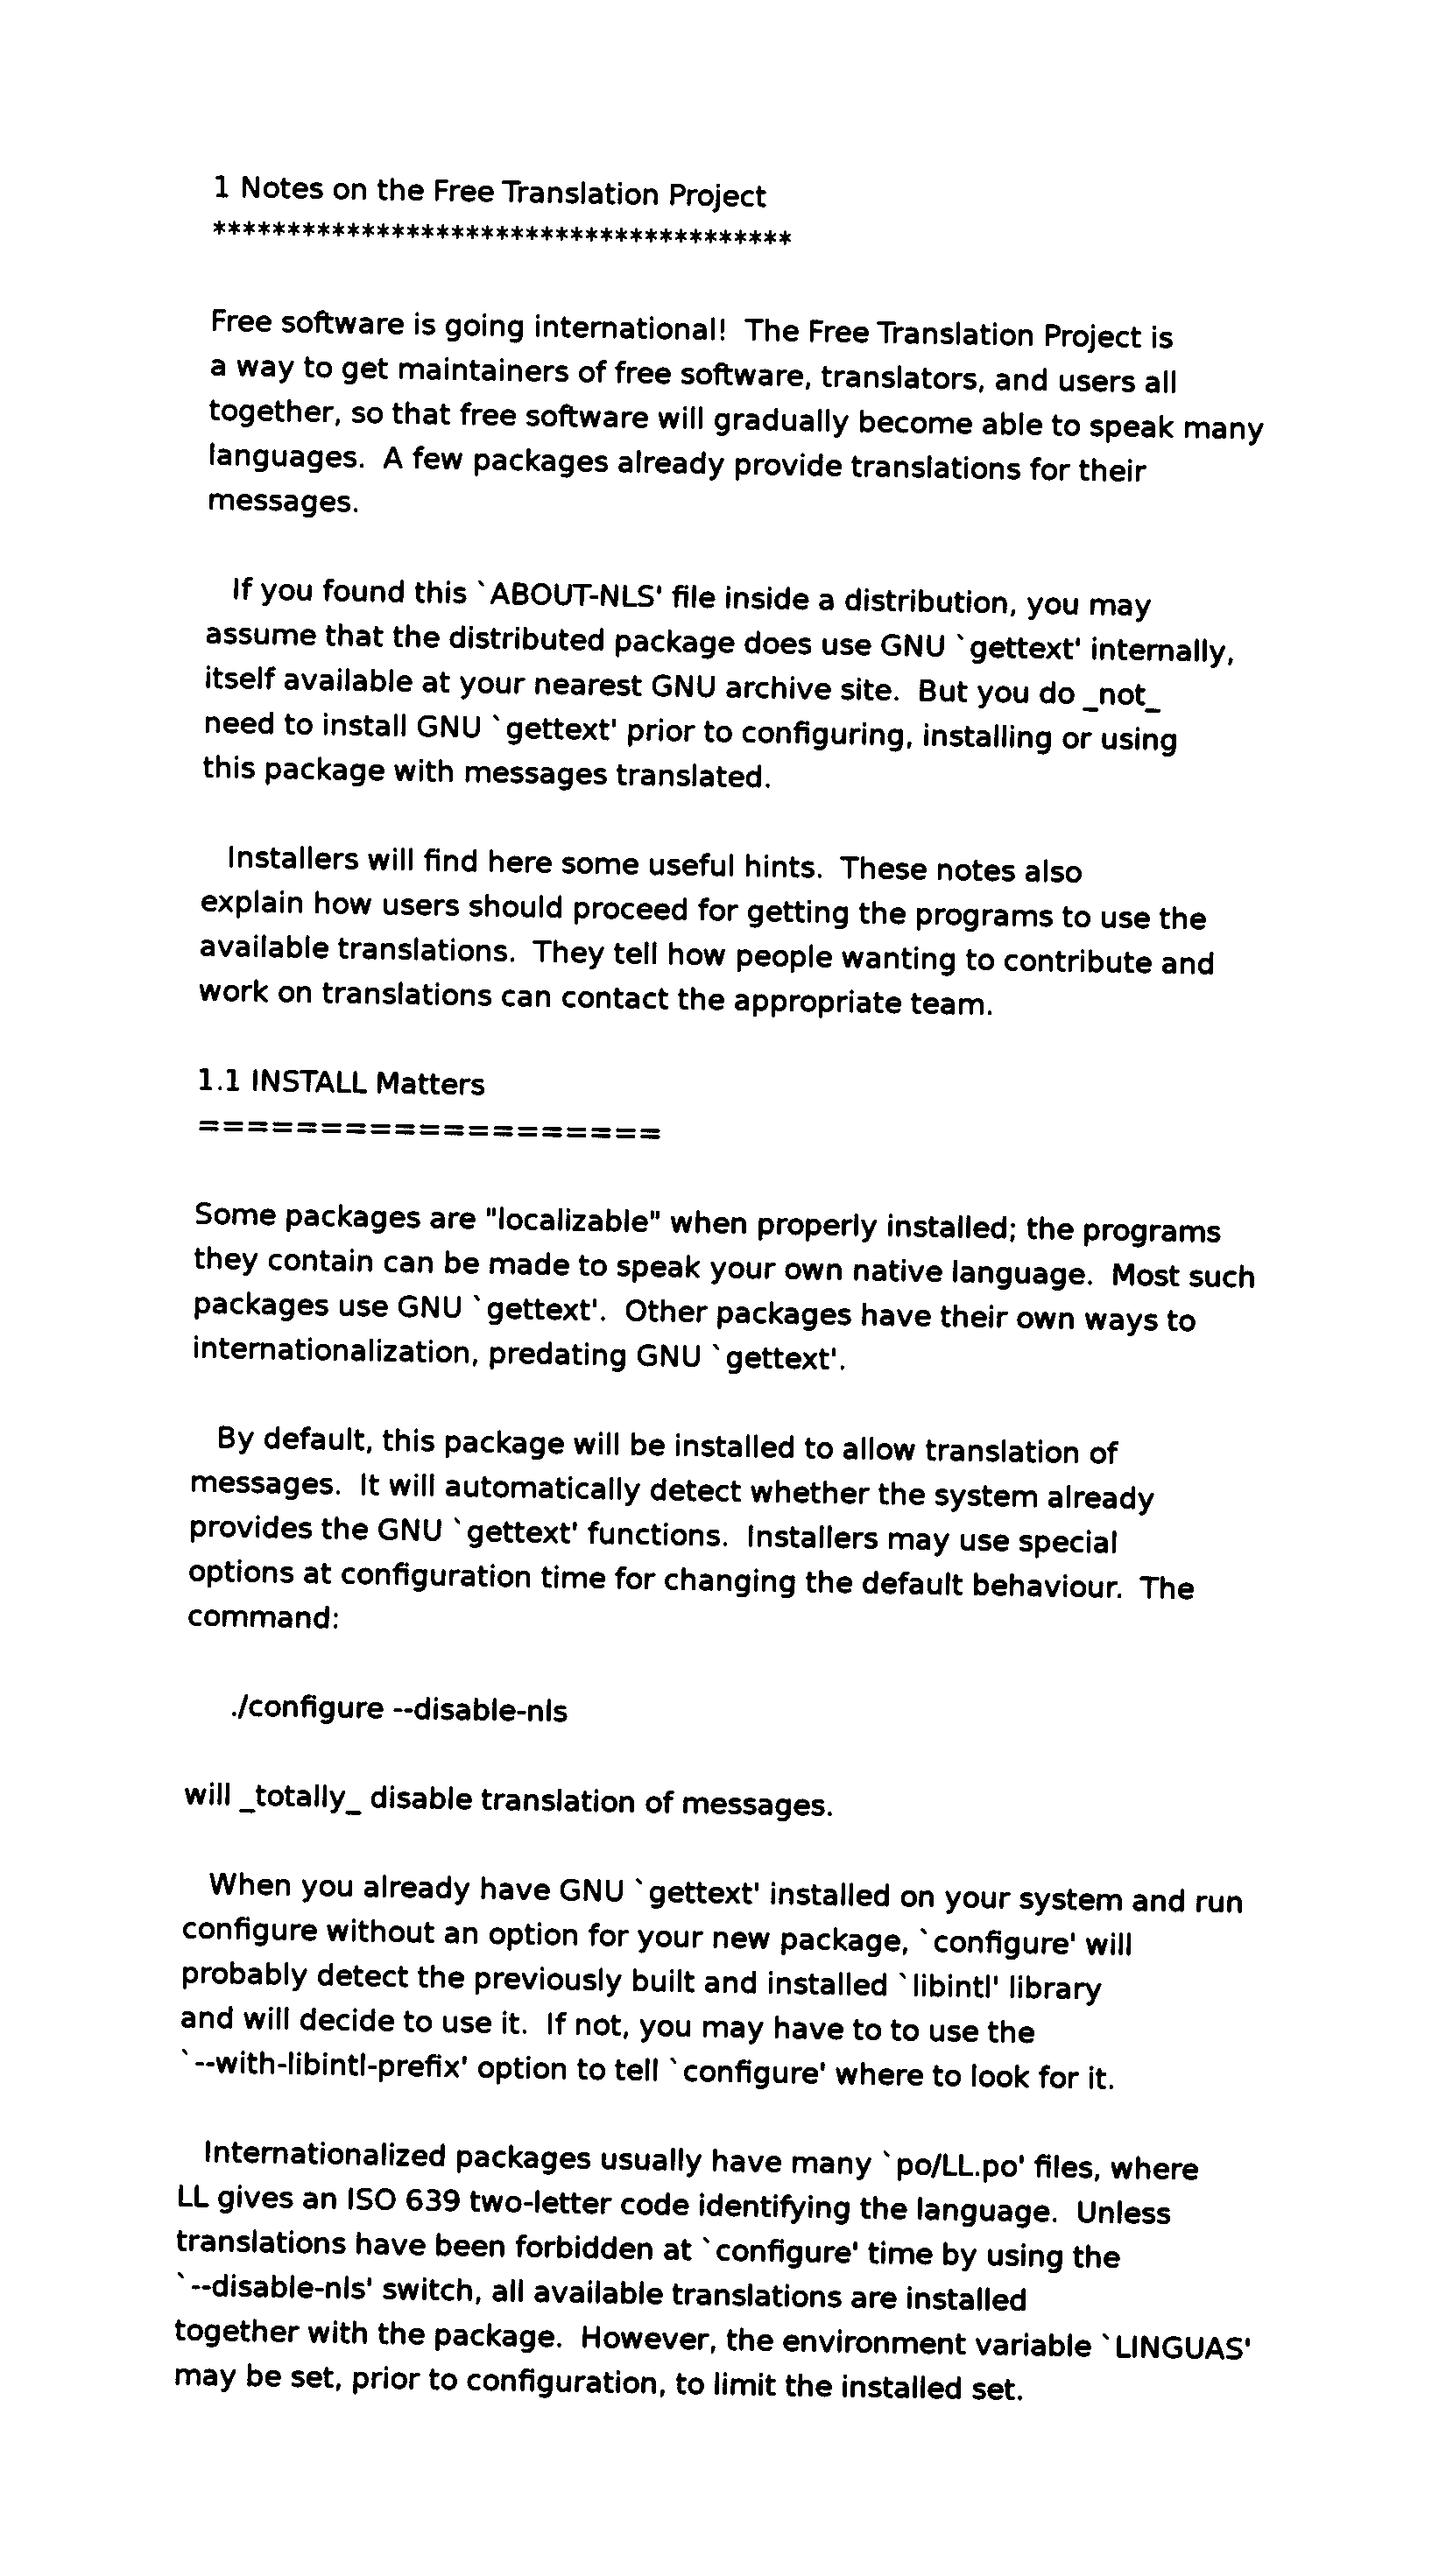 1 Notes on the Free Translation Project
***************************************

Free software is going international!  The Free Translation Project is
a way to get maintainers of free software, translators, and users all
together, so that free software will gradually become able to speak many
languages.  A few packages already provide translations for their
messages.

   If you found this `ABOUT-NLS' file inside a distribution, you may
assume that the distributed package does use GNU `gettext' internally,
itself available at your nearest GNU archive site.  But you do _not_
need to install GNU `gettext' prior to configuring, installing or using
this package with messages translated.

   Installers will find here some useful hints.  These notes also
explain how users should proceed for getting the programs to use the
available translations.  They tell how people wanting to contribute and
work on translations can contact the appropriate team.

1.1 INSTALL Matters
===================

Some packages are "localizable" when properly installed; the programs
they contain can be made to speak your own native language.  Most such
packages use GNU `gettext'.  Other packages have their own ways to
internationalization, predating GNU `gettext'.

   By default, this package will be installed to allow translation of
messages.  It will automatically detect whether the system already
provides the GNU `gettext' functions.  Installers may use special
options at configuration time for changing the default behaviour.  The
command:

     ./configure --disable-nls

will _totally_ disable translation of messages.

   When you already have GNU `gettext' installed on your system and run
configure without an option for your new package, `configure' will
probably detect the previously built and installed `libintl' library
and will decide to use it.  If not, you may have to to use the
`--with-libintl-prefix' option to tell `configure' where to look for it.

   Internationalized packages usually have many `po/LL.po' files, where
LL gives an ISO 639 two-letter code identifying the language.  Unless
translations have been forbidden at `configure' time by using the
`--disable-nls' switch, all available translations are installed
together with the package.  However, the environment variable `LINGUAS'
may be set, prior to configuration, to limit the installed set.